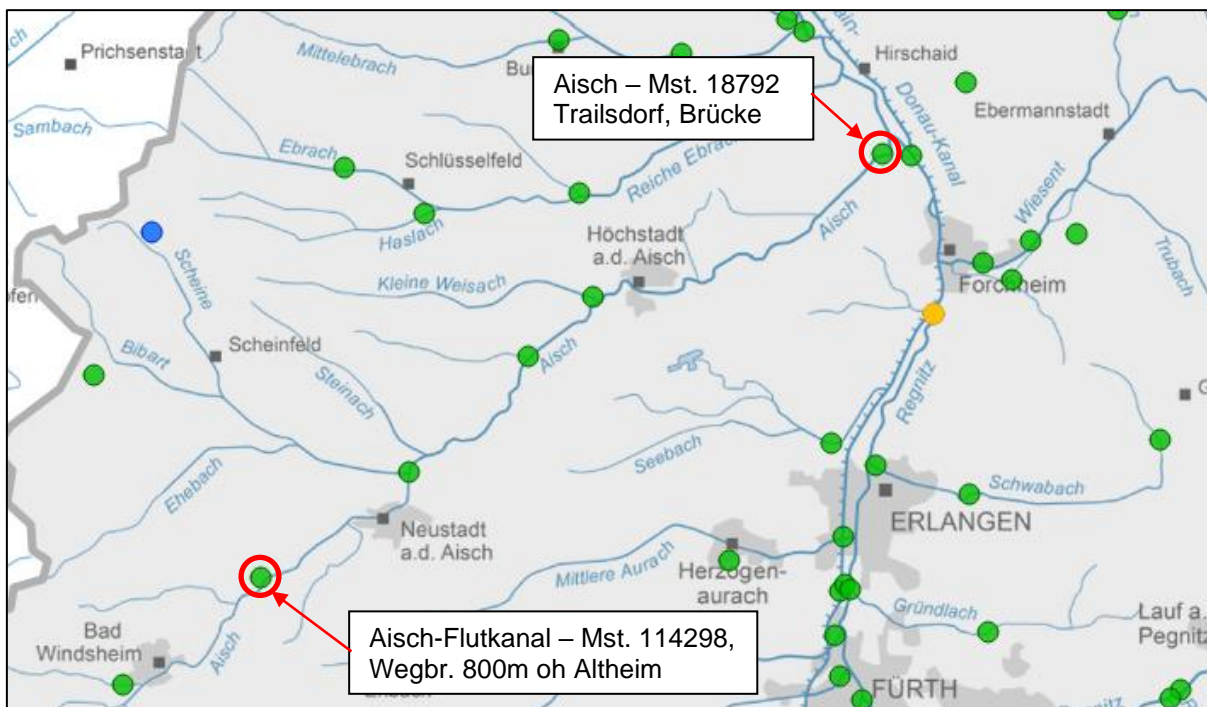 Prichsenstadt
Mittelebrach
Bu
ain-
Hirschaid
Sambach
Aisch – Mst. 18792
Trailsdorf, Brücke
Donau-Kanal
Ebermannstadt
Ebrach
Schlüsselfeld
Reiche Ebrach
Haslach
Aisch
Wiesent
Höchstadt
a.d. Aisch
Trubach
Scheine
Kleine Weisach
Forchheim
Scheinfeld
Bibart
Steinach
Aisch
Regnitz
G
Seebach
Ehebach
Schwabach
ERLANGEN
Neustadt
a.d. Aisch
Mittlere Aurach
Herzogen-
aurach
Gründlach
Lauf a.
Pegnitz
Bad
Windsheim
Aisch
Aisch-Flutkanal – Mst. 114298,
Wegbr. 800m oh Altheim
FÜRTH